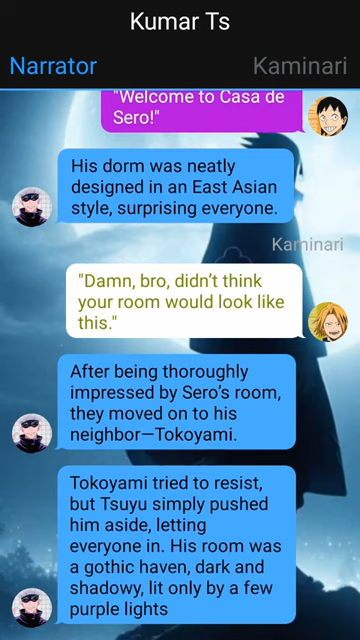 Kumar Ts
Narrator
Kaminari
"Welcome to Casa de
Sero!"
His dorm was neatly
designed in an East Asian
style, surprising everyone.
Kaminari
"Damn, bro, didn’t think
your room would look like
this."
After being thoroughly
impressed by Sero’s room,
they moved on to his
neighbor—Tokoyami.
Tokoyami tried to resist,
but Tsuyu simply pushed
him aside, letting
everyone in. His room was
a gothic haven, dark and
shadowy, lit only by a few
purple lights